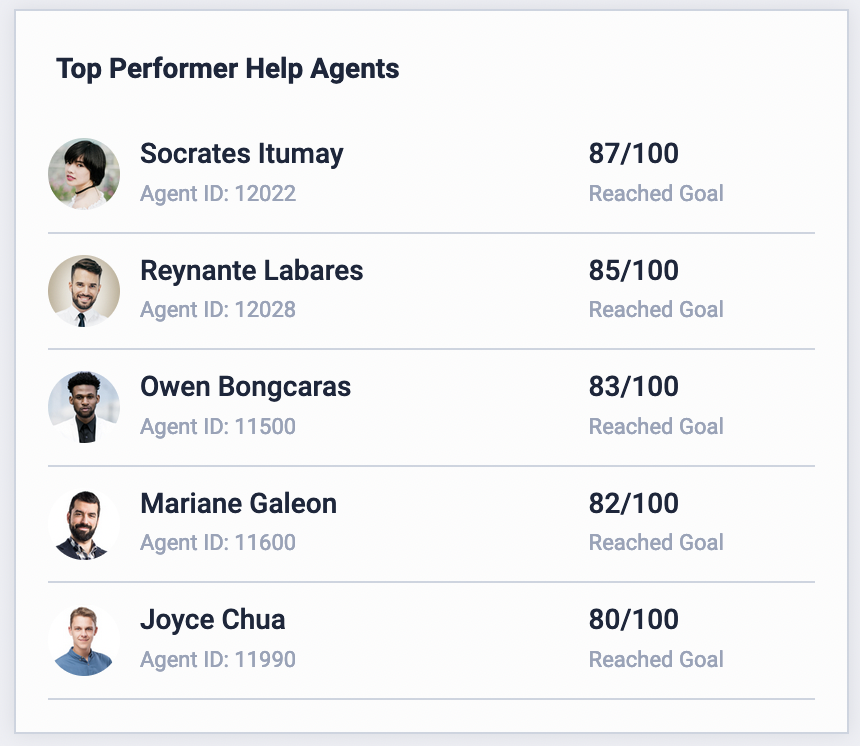 Top Performer Help Agents
Socrates Itumay 87/100
Agent ID: 12022 Reached Goal
Reynante Labares 85/100
Agent ID: 12028 Reached Goal
Owen Bongcaras 83/100
Agent ID: 11500 Reached Goal
Mariane Galeon 82/100
Agent ID: 11600 Reached Goal
Joyce Chua 80/100
Agent ID: 11990 Reached Goal